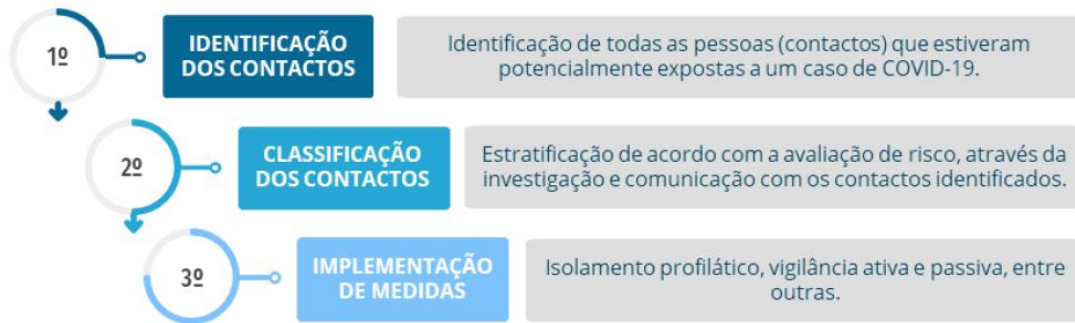 1º
IDENTIFICAÇÃO
DOS CONTACTOS
Identificação de todas as pessoas (contactos) que estiveram
potencialmente expostas a um caso de COVID-19.
2º
CLASSIFICAÇÃO
DOS CONTACTOS
Estratificação de acordo com a avaliação de risco, através da
investigação e comunicação com os contactos identificados.
3º
IMPLEMENTAÇÃO
DE MEDIDAS
Isolamento profilático, vigilância ativa e passiva, entre
outras.